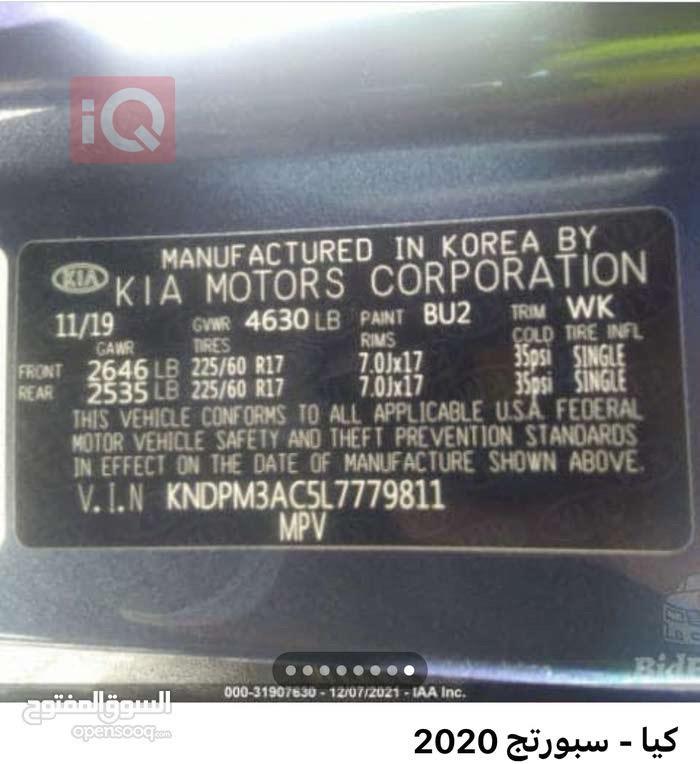 iQ
MANUFACTURED IN KOREA BY
KIA KIA MOTORS CORPORATION
11/19 GVWR 4630 LB PAINT BU2 TRIM WK
GAWR TIRES RIMS COLD TIRE INFL
FRONT 2646 LB 225/60 R17 7.0Jx17 35psi SINGLE
REAR 2535 LB 225/60 R17 7.0Jx17 35psi SINGLE
THIS VEHICLE CONFORMS TO ALL APPLICABLE U.S.A. FEDERAL
MOTOR VEHICLE SAFETY AND THEFT PREVENTION STANDARDS
IN EFFECT ON THE DATE OF MANUFACTURE SHOWN ABOVE.
V.I.N KNDPM3AC5L7779811
MPV
000-31907630 - 12/07/2021 - IAA Inc.
السوق المفتوح
opensooq.com
كيا - سبورتج 2020